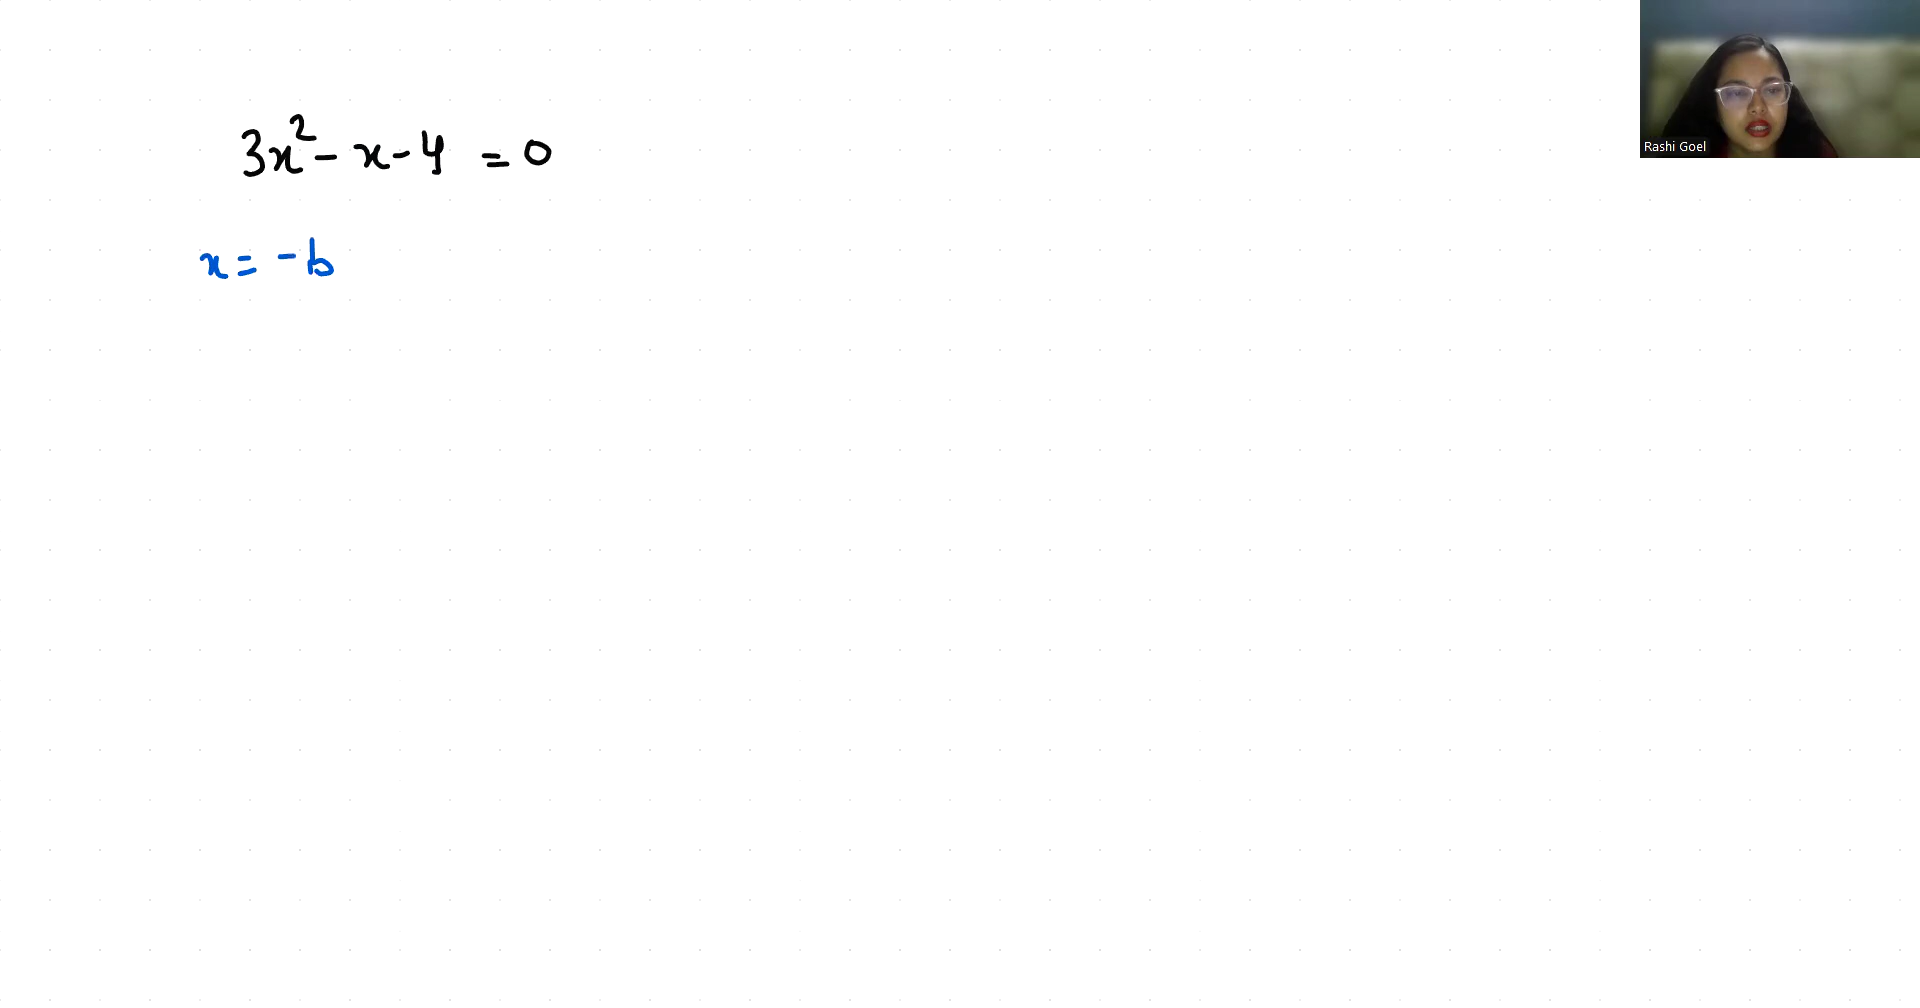 3x² - x - 4 = 0
x = -b
Rashi Goel